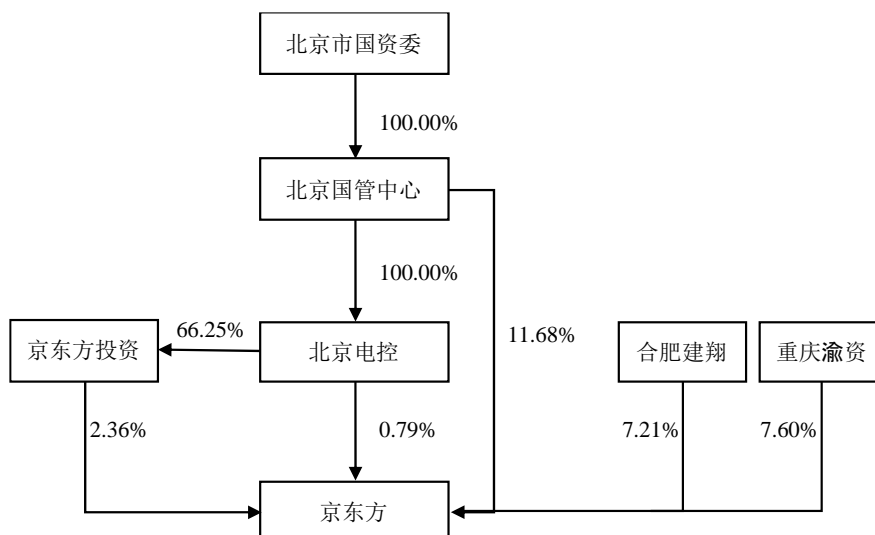 北京市国资委
100.00%
北京国管中心
100.00%
66.25%
京东方投资
北京电控
11.68%
合肥建翔
重庆渝资
2.36%
0.79%
7.21%
7.60%
京东方